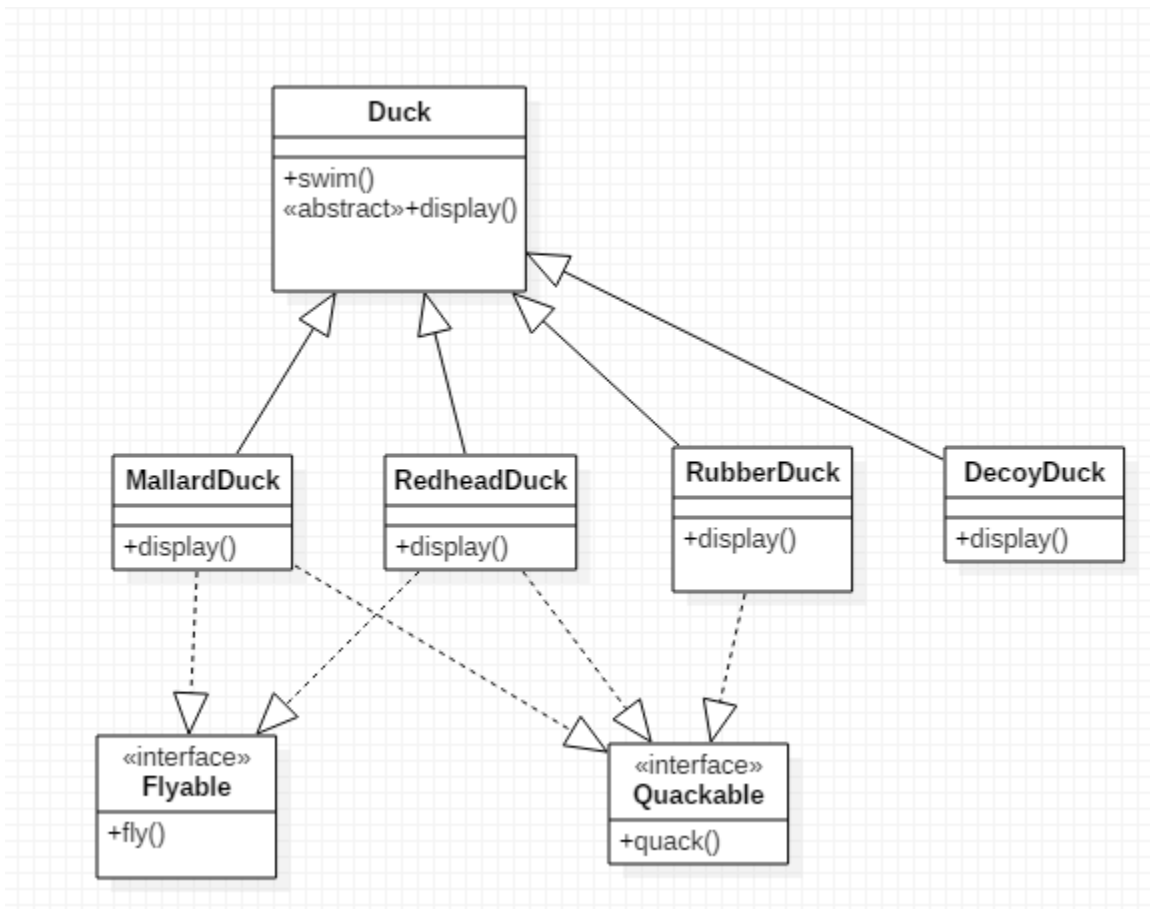 Duck
+swim()
«abstract»+display()
MallardDuck
+display()
RedheadDuck
+display()
RubberDuck
+display()
DecoyDuck
+display()
«interface»
Flyable
+fly()
«interface»
Quackable
+quack()